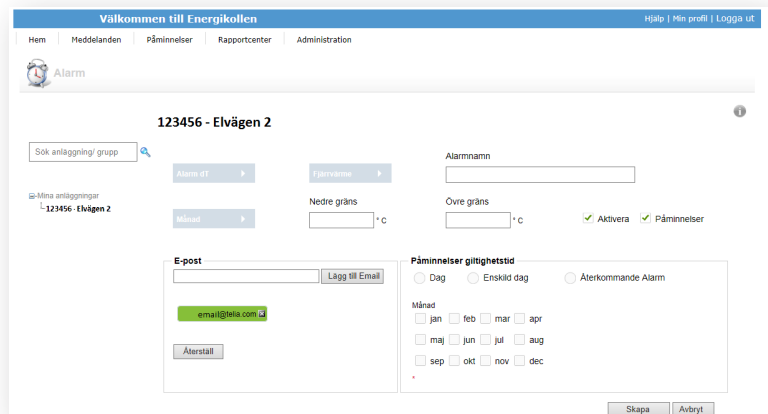 Välkommen till Energikollen
Hjälp | Min profil | Logga ut
Hem Meddelanden Påminnelser Rapportcenter Administration
Alarm
123456 - Elvägen 2
Sök anläggning/ grupp
Mina anläggningar
123456 - Elvägen 2
Alarm dT
Fjärrvärme
Alarmnamn
Månad
Nedre gräns
° C
Övre gräns
° C
Aktivera
Påminnelser
E-post
Lägg till Email
email@telia.com
Återställ
Påminnelser giltighetstid
Dag Enskild dag Återkommande Alarm
Månad
jan feb mar apr
maj jun jul aug
sep okt nov dec
*
Skapa Avbryt